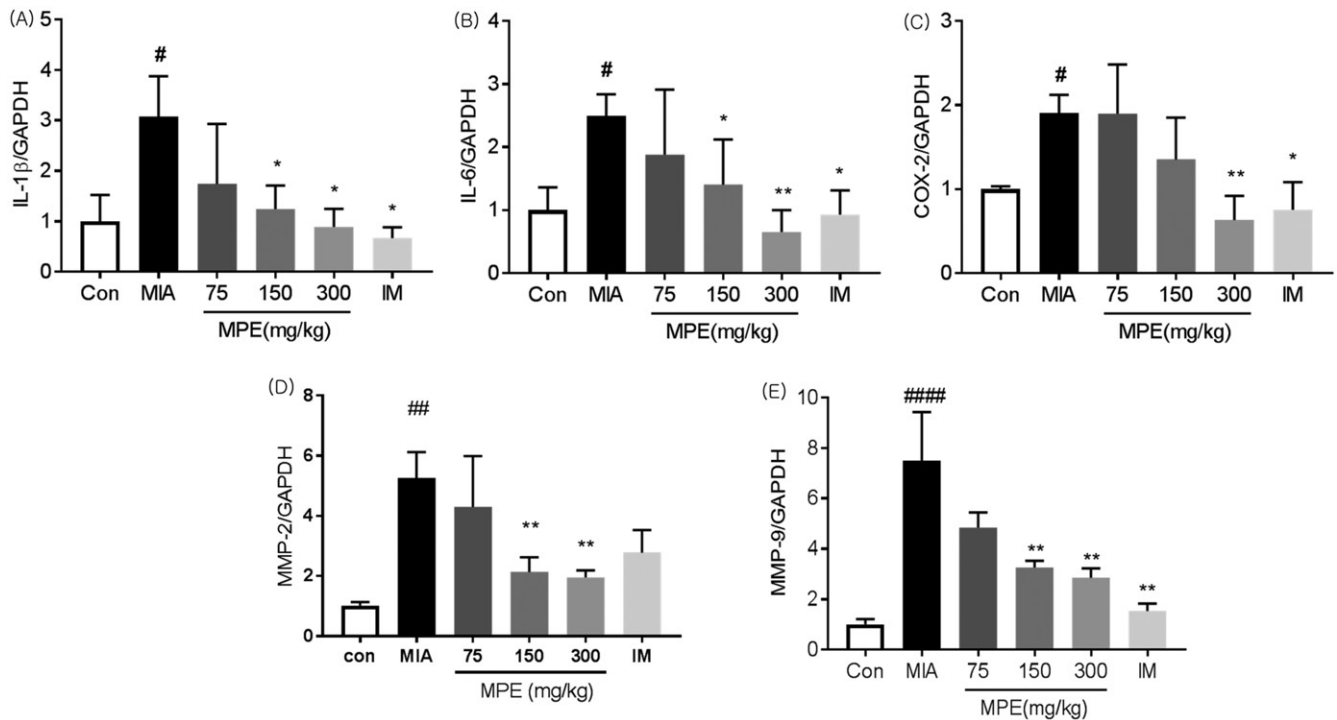 (A)
IL-1β/GAPDH
5
4
3
2
1
0
#
*
*
*
Con MIA 75 150 300 IM
MPE(mg/kg)
(B)
IL-6/GAPDH
4
3
2
1
0
#
*
**
*
Con MIA 75 150 300 IM
MPE(mg/kg)
(C)
COX-2/GAPDH
3
2
1
0
#
**
*
Con MIA 75 150 300 IM
MPE(mg/kg)
(D)
MMP-2/GAPDH
8
6
4
2
0
##
**
**
con MIA 75 150 300 IM
MPE (mg/kg)
(E)
MMP-9/GAPDH
10
8
6
4
2
0
####
**
**
**
Con MIA 75 150 300 IM
MPE(mg/kg)